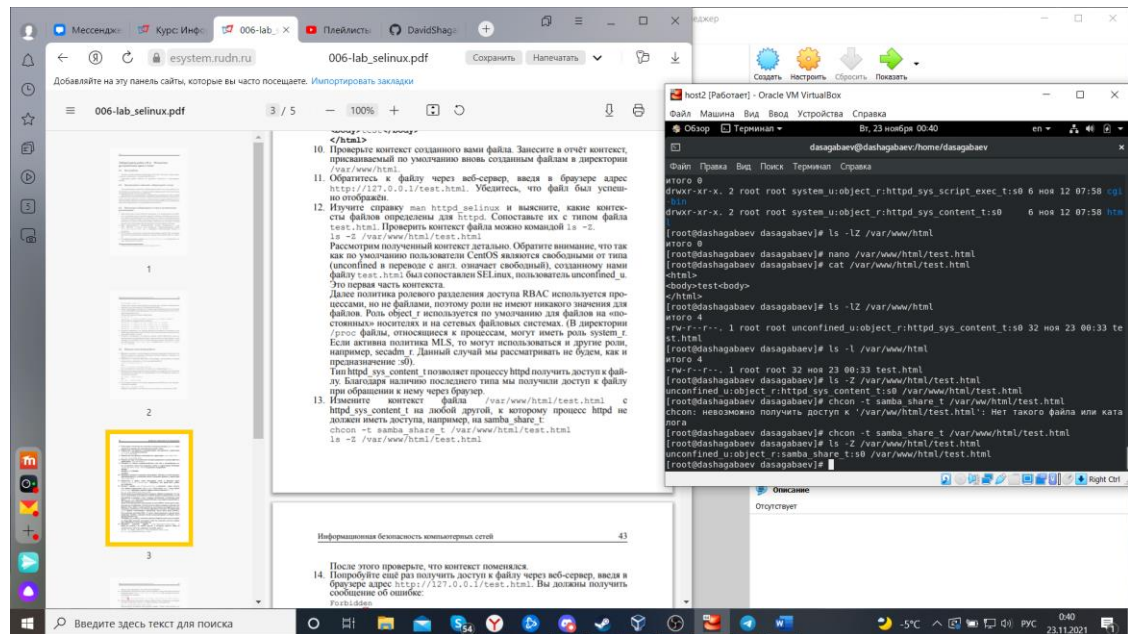 Мессендже
Курс: Инфо
006-lab_
Плейлисты
DavidShaga
esystem.rudn.ru
006-lab_selinux.pdf
Сохранить
Напечатать
Добавляйте на эту панель сайты, которые вы часто посещаете. Импортировать закладки
006-lab_selinux.pdf
3 / 5
100%
1
2
3
</html>
10. Проверьте контекст созданного вами файла. Занесите в отчёт контекст,
присваиваемый по умолчанию вновь созданным файлам в директории
/var/www/html.
11. Обратитесь к файлу через веб-сервер, введя в браузере адрес
http://127.0.0.1/test.html. Убедитесь, что файл был успеш-
но отображён.
12. Изучите справку man httpd_selinux и выясните, какие контек-
сты файлов определены для httpd. Сопоставьте их с типом файла
test.html. Проверить контекст файла можно командой ls -Z.
ls -Z /var/www/html/test.html
Рассмотрим полученный контекст детально. Обратите внимание, что так
как по умолчанию пользователи CentOS являются свободными от типа
(unconfined в переводе с англ. означает свободный), созданному нами
файлу test.html был сопоставлен SELinux, пользователь unconfined_u.
Это первая часть контекста.
Далее политика ролевого разделения доступа RBAC используется про-
цессами, но не файлами, поэтому роли не имеют никакого значения для
файлов. Роль object_r используется по умолчанию для файлов на «по-
стоянных» носителях и на сетевых файловых системах. (В директории
/proc файлы, относящиеся к процессам, могут иметь роль system_r.
Если активна политика MLS, то могут использоваться и другие роли,
например, secadm_r. Данный случай мы рассматривать не будем, как и
предназначение :s0).
Тип httpd_sys_content_t позволяет процессу httpd получить доступ к фай-
лу. Благодаря наличию последнего типа мы получили доступ к файлу
при обращении к нему через браузер.
13. Измените контекст файла /var/www/html/test.html с
httpd_sys_content_t на любой другой, к которому процесс httpd не
должен иметь доступа, например, на samba_share_t:
chcon -t samba_share_t /var/www/html/test.html
ls -Z /var/www/html/test.html
Информационная безопасность компьютерных сетей 43
После этого проверьте, что контекст поменялся.
14. Попробуйте ещё раз получить доступ к файлу через веб-сервер, введя в
браузере адрес http://127.0.0.1/test.html. Вы должны получить
сообщение об ошибке:
Forbidden
еджер
Создать
Настроить
Сбросить
Показать
host2 [Работает] - Oracle VM VirtualBox
Файл Машина Вид Ввод Устройства Справка
Обзор
Терминал
Вт, 23 ноября 00:40
en
dasagabaev@dashagabaev:/home/dasagabaev
Файл Правка Вид Поиск Терминал Справка
итого 0
drwxr-xr-x. 2 root root system_u:object_r:httpd_sys_script_exec_t:s0 6 ноя 12 07:58 cgi
-bin
drwxr-xr-x. 2 root root system_u:object_r:httpd_sys_content_t:s0 6 ноя 12 07:58 htm
l
[root@dashagabaev dasagabaev]# ls -lZ /var/www/html
итого 0
[root@dashagabaev dasagabaev]# nano /var/www/html/test.html
[root@dashagabaev dasagabaev]# cat /var/www/html/test.html
<html>
<body>test<body>
</html>
[root@dashagabaev dasagabaev]# ls -lZ /var/www/html
итого 4
-rw-r--r--. 1 root root unconfined_u:object_r:httpd_sys_content_t:s0 32 ноя 23 00:33 te
st.html
[root@dashagabaev dasagabaev]# ls -l /var/www/html
итого 4
-rw-r--r--. 1 root root 32 ноя 23 00:33 test.html
[root@dashagabaev dasagabaev]# ls -Z /var/www/html/test.html
unconfined_u:object_r:httpd_sys_content_t:s0 /var/www/html/test.html
[root@dashagabaev dasagabaev]# chcon -t samba_share_t /var/wwt/html/test.html
chcon: невозможно получить доступ к '/var/wwt/html/test.html': Нет такого файла или ката
лога
[root@dashagabaev dasagabaev]# chcon -t samba_share_t /var/www/html/test.html
[root@dashagabaev dasagabaev]# ls -Z /var/www/html/test.html
unconfined_u:object_r:samba_share_t:s0 /var/www/html/test.html
[root@dashagabaev dasagabaev]#
Right Ctrl
Описание
Отсутствует
Введите здесь текст для поиска
54
-5°C
РУС
0:40
23.11.2021